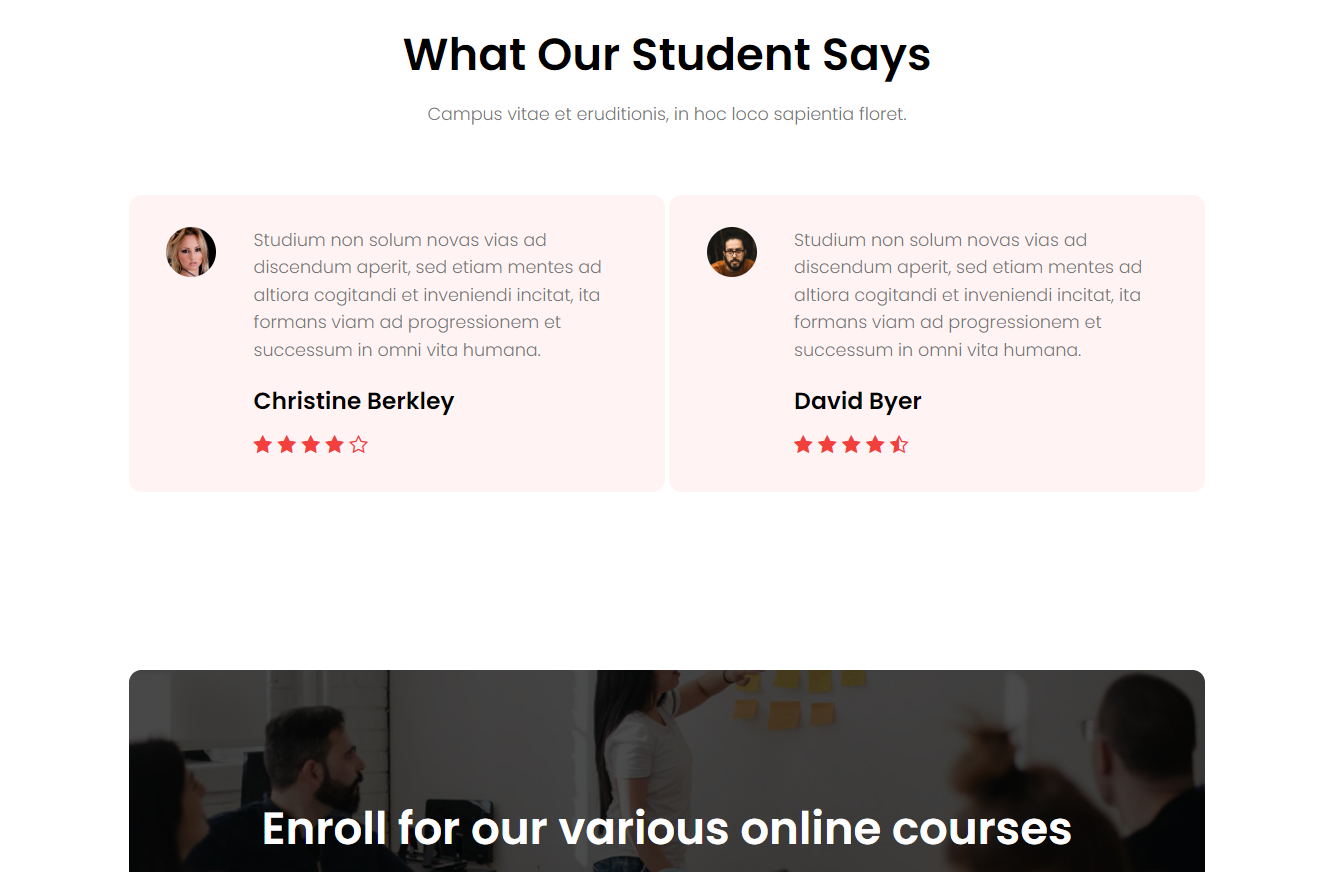 What Our Student Says
Campus vitae et eruditionis, in hoc loco sapientia floret.
Studium non solum novas vias ad
discendum aperit, sed etiam mentes ad
altiora cogitandi et inveniendi incitat, ita
formans viam ad progressionem et
successum in omni vita humana.
Christine Berkley
Studium non solum novas vias ad
discendum aperit, sed etiam mentes ad
altiora cogitandi et inveniendi incitat, ita
formans viam ad progressionem et
successum in omni vita humana.
David Byer
Enroll for our various online courses